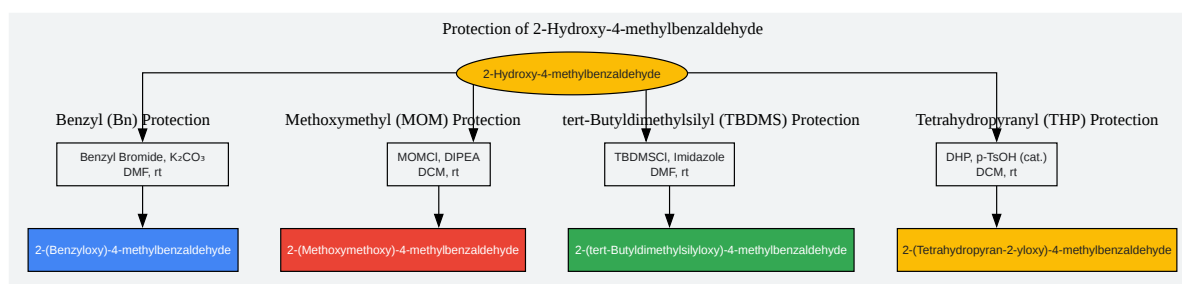 Protection of 2-Hydroxy-4-methylbenzaldehyde
2-Hydroxy-4-methylbenzaldehyde
Benzyl (Bn) Protection
Methoxymethyl (MOM) Protection
tert-Butyldimethylsilyl (TBDMS) Protection
Tetrahydropyranyl (THP) Protection
Benzyl Bromide, K₂CO₃
DMF, rt
MOMCl, DIPEA
DCM, rt
TBDMSCl, Imidazole
DMF, rt
DHP, p-TsOH (cat.)
DCM, rt
2-(Benzyloxy)-4-methylbenzaldehyde
2-(Methoxymethoxy)-4-methylbenzaldehyde
2-(tert-Butyldimethylsilyloxy)-4-methylbenzaldehyde
2-(Tetrahydropyran-2-yloxy)-4-methylbenzaldehyde